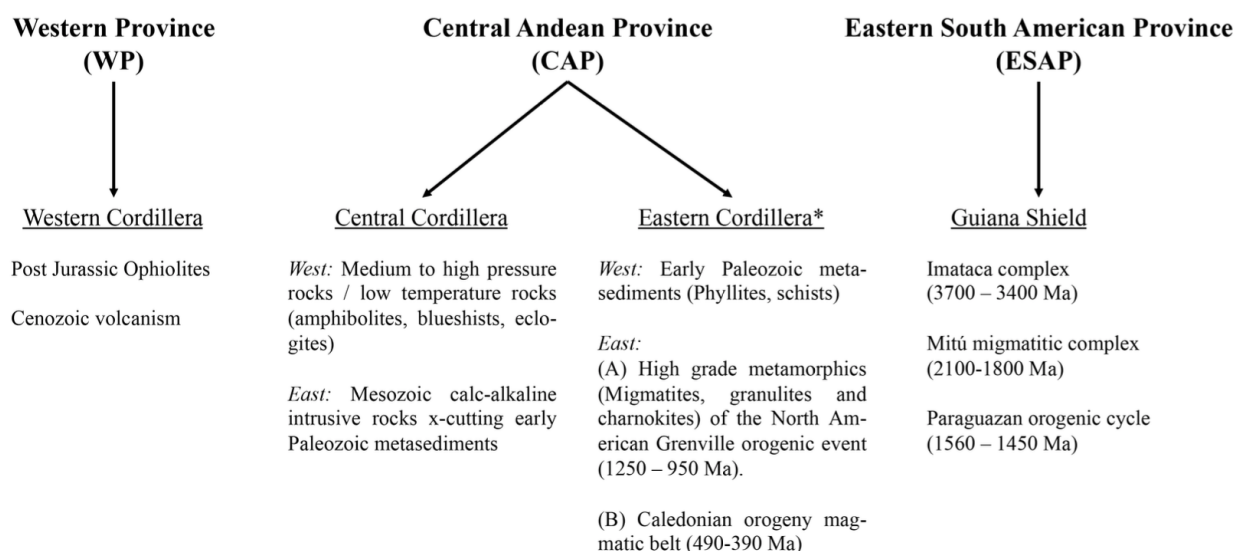 Western Province
(WP)
Central Andean Province
(CAP)
Eastern South American Province
(ESAP)
Western Cordillera
Post Jurassic Ophiolites
Cenozoic volcanism
Central Cordillera
West: Medium to high pressure
rocks / low temperature rocks
(amphibolites, blueshists, eclo-
gites)
East: Mesozoic calc-alkaline
intrusive rocks x-cutting early
Paleozoic metasediments
Eastern Cordillera*
West: Early Paleozoic meta-
sediments (Phyllites, schists)
East:
(A) High grade metamorphics
(Migmatites, granulites and
charnokites) of the North Am-
erican Grenville orogenic event
(1250 – 950 Ma).
(B) Caledonian orogeny mag-
matic belt (490-390 Ma)
Guiana Shield
Imataca complex
(3700 – 3400 Ma)
Mitú migmatitic complex
(2100-1800 Ma)
Paraguazan orogenic cycle
(1560 – 1450 Ma)